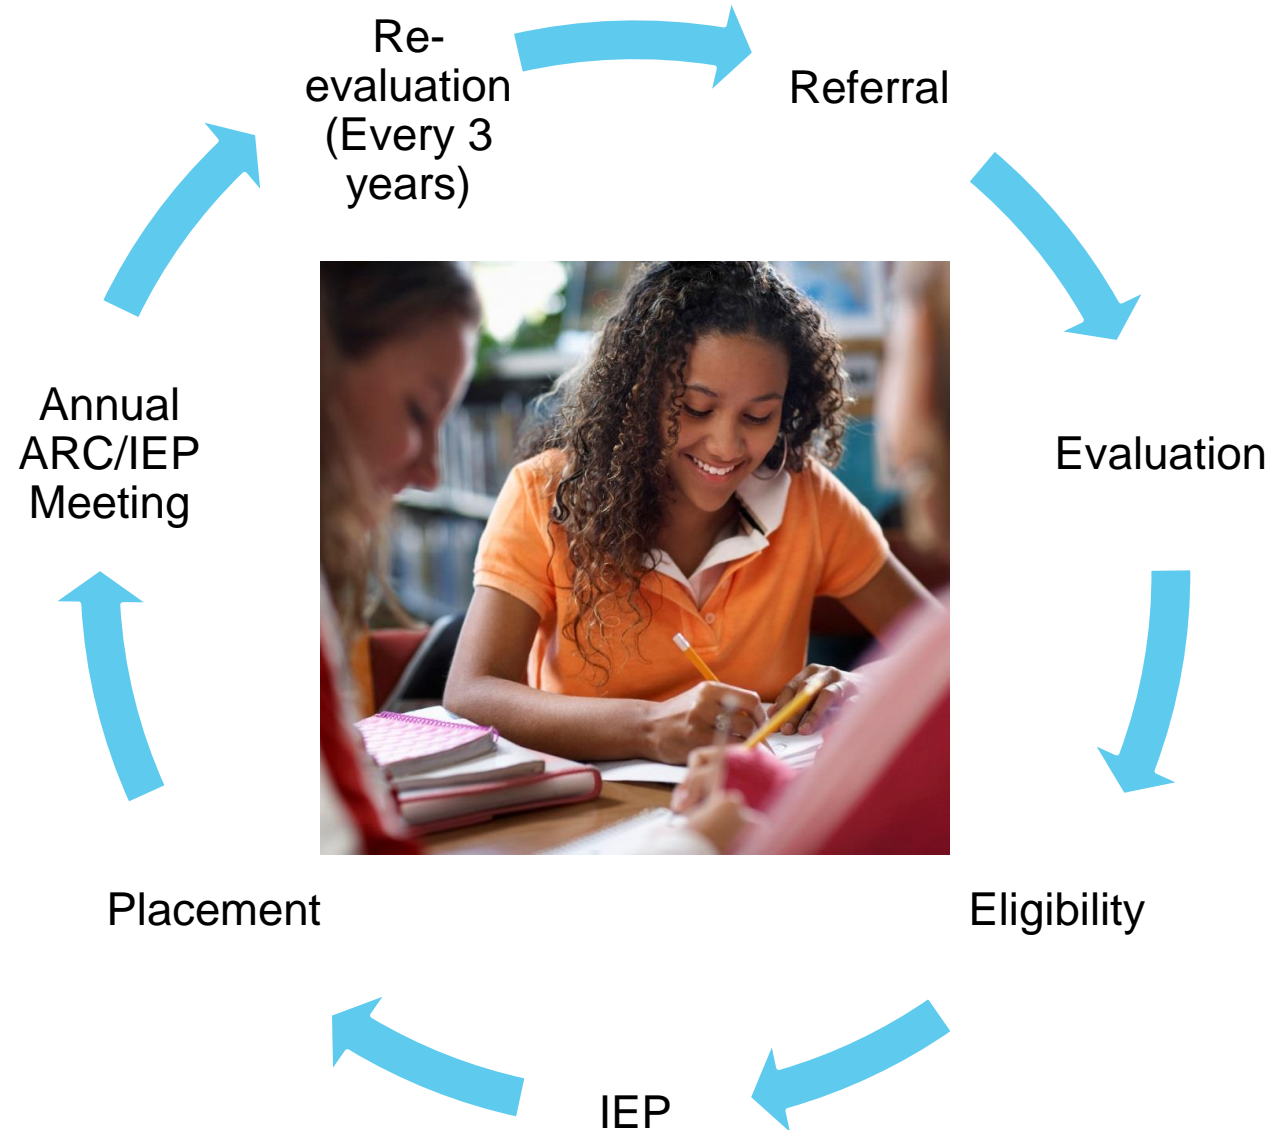 Re-
evaluation
(Every 3
years)
Referral
Evaluation
Eligibility
IEP
Placement
Annual
ARC/IEP
Meeting